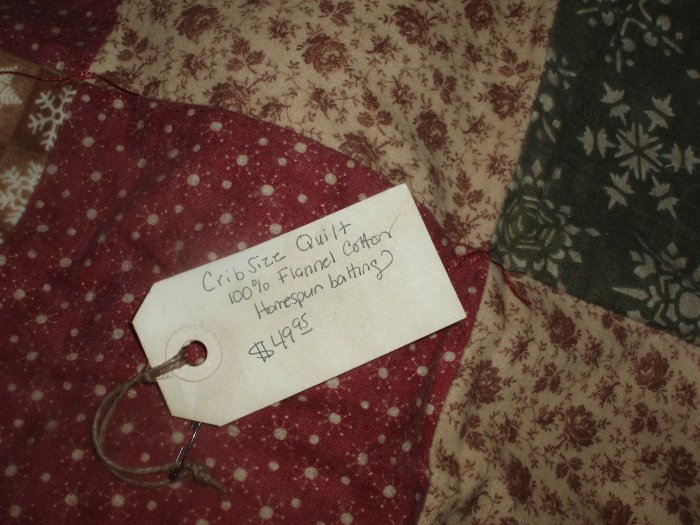 Crib Size Quilt
100% Flannel Cotton
Homespun batting
$49.95